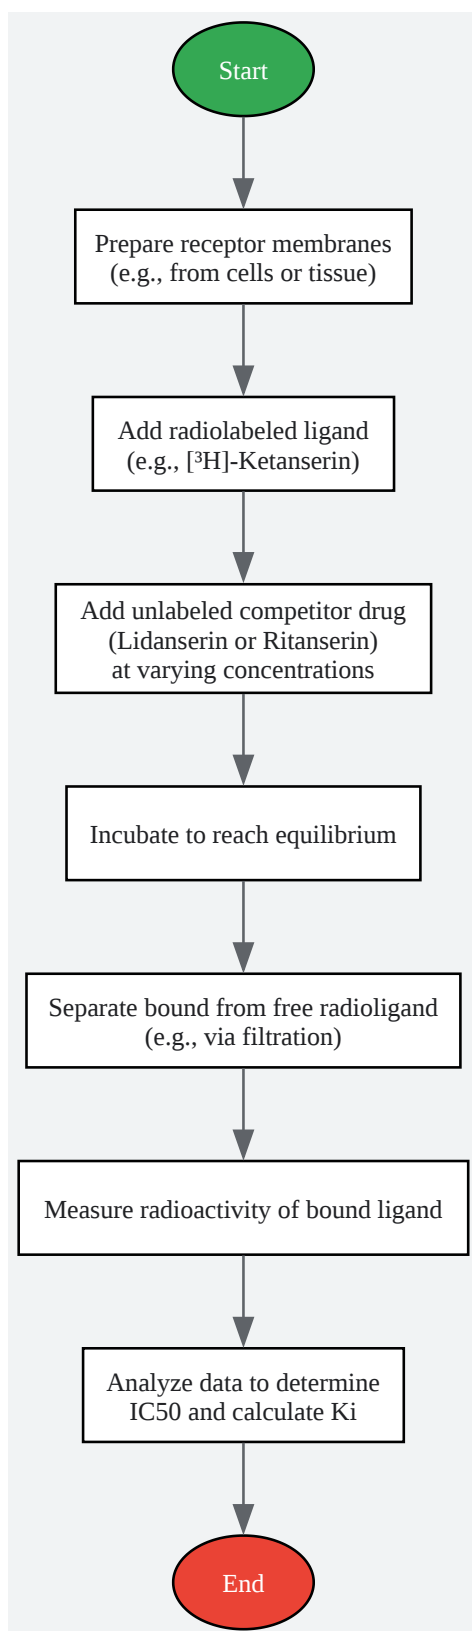 Start
Prepare receptor membranes
(e.g., from cells or tissue)
Add radiolabeled ligand
(e.g., [³H]-Ketanserin)
Add unlabeled competitor drug
(Lidanserin or Ritanserin)
at varying concentrations
Incubate to reach equilibrium
Separate bound from free radioligand
(e.g., via filtration)
Measure radioactivity of bound ligand
Analyze data to determine
IC50 and calculate Ki
End